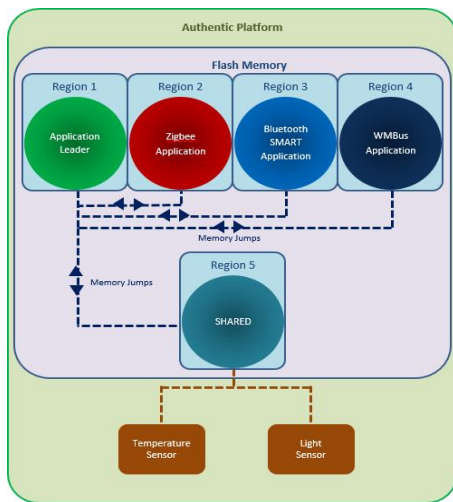 Authentic Platform
Flash Memory
Region 1
Region 2
Region 3
Region 4
Application
Leader
Zigbee
Application
Bluetooth
SMART
Application
WMBus
Application
Memory Jumps
Region 5
Memory Jumps
SHARED
Temperature
Sensor
Light
Sensor